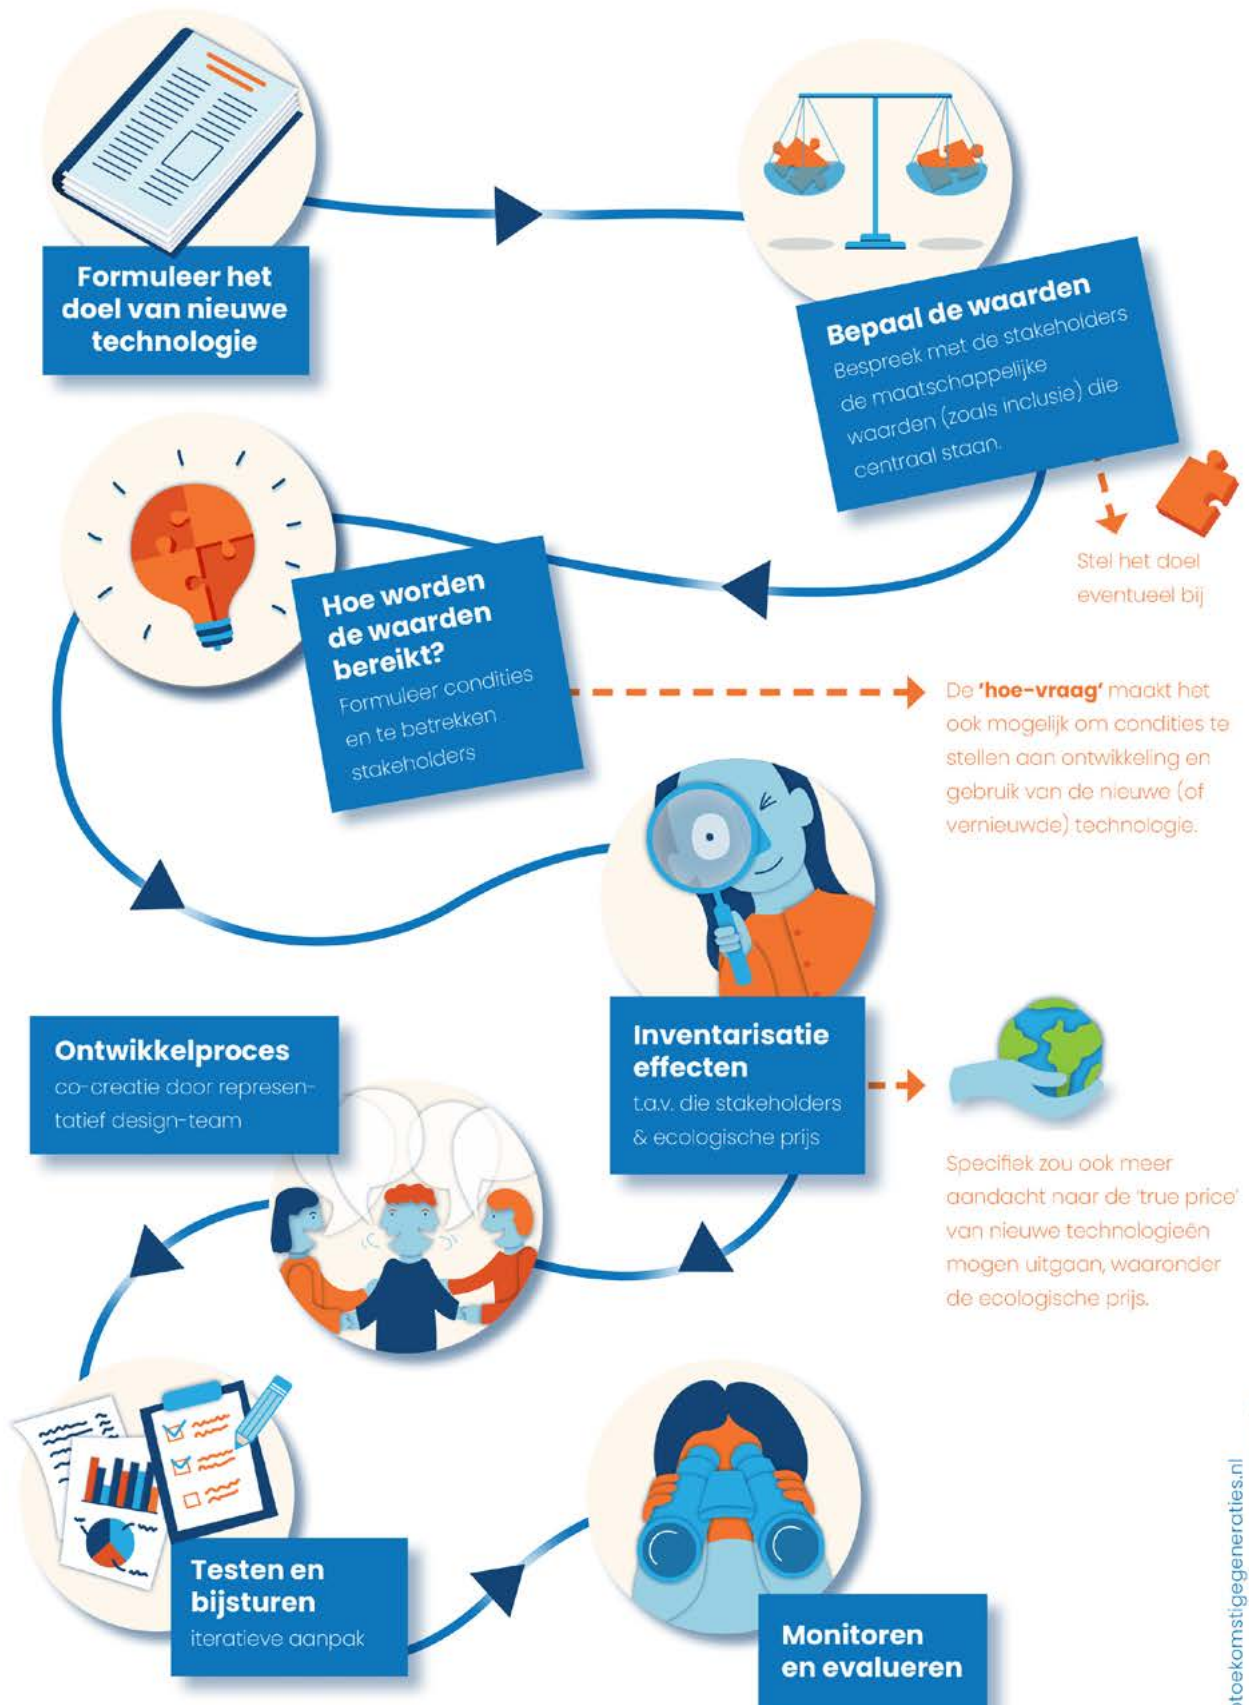 Formuleer het
doel van nieuwe
technologie
Bepaal de waarden
Bespreek met de stakeholders
de maatschappelijke
waarden (zoals inclusie) die
centraal staan.
Stel het doel
eventueel bij
Hoe worden
de waarden
bereikt?
Formuleer condities
en te betrekken
stakeholders
De 'hoe-vraag' maakt het
ook mogelijk om condities te
stellen aan ontwikkeling en
gebruik van de nieuwe (of
vernieuwde) technologie.
Inventarisatie
effecten
t.a.v. die stakeholders
& ecologische prijs
Specifiek zou ook meer
aandacht naar de 'true price'
van nieuwe technologieën
mogen uitgaan, waaronder
de ecologische prijs.
Ontwikkelproces
co-creatie door represen-
tatief design-team
Testen en
bijsturen
iteratieve aanpak
Monitoren
en evalueren
toekomstigegeneraties.nl